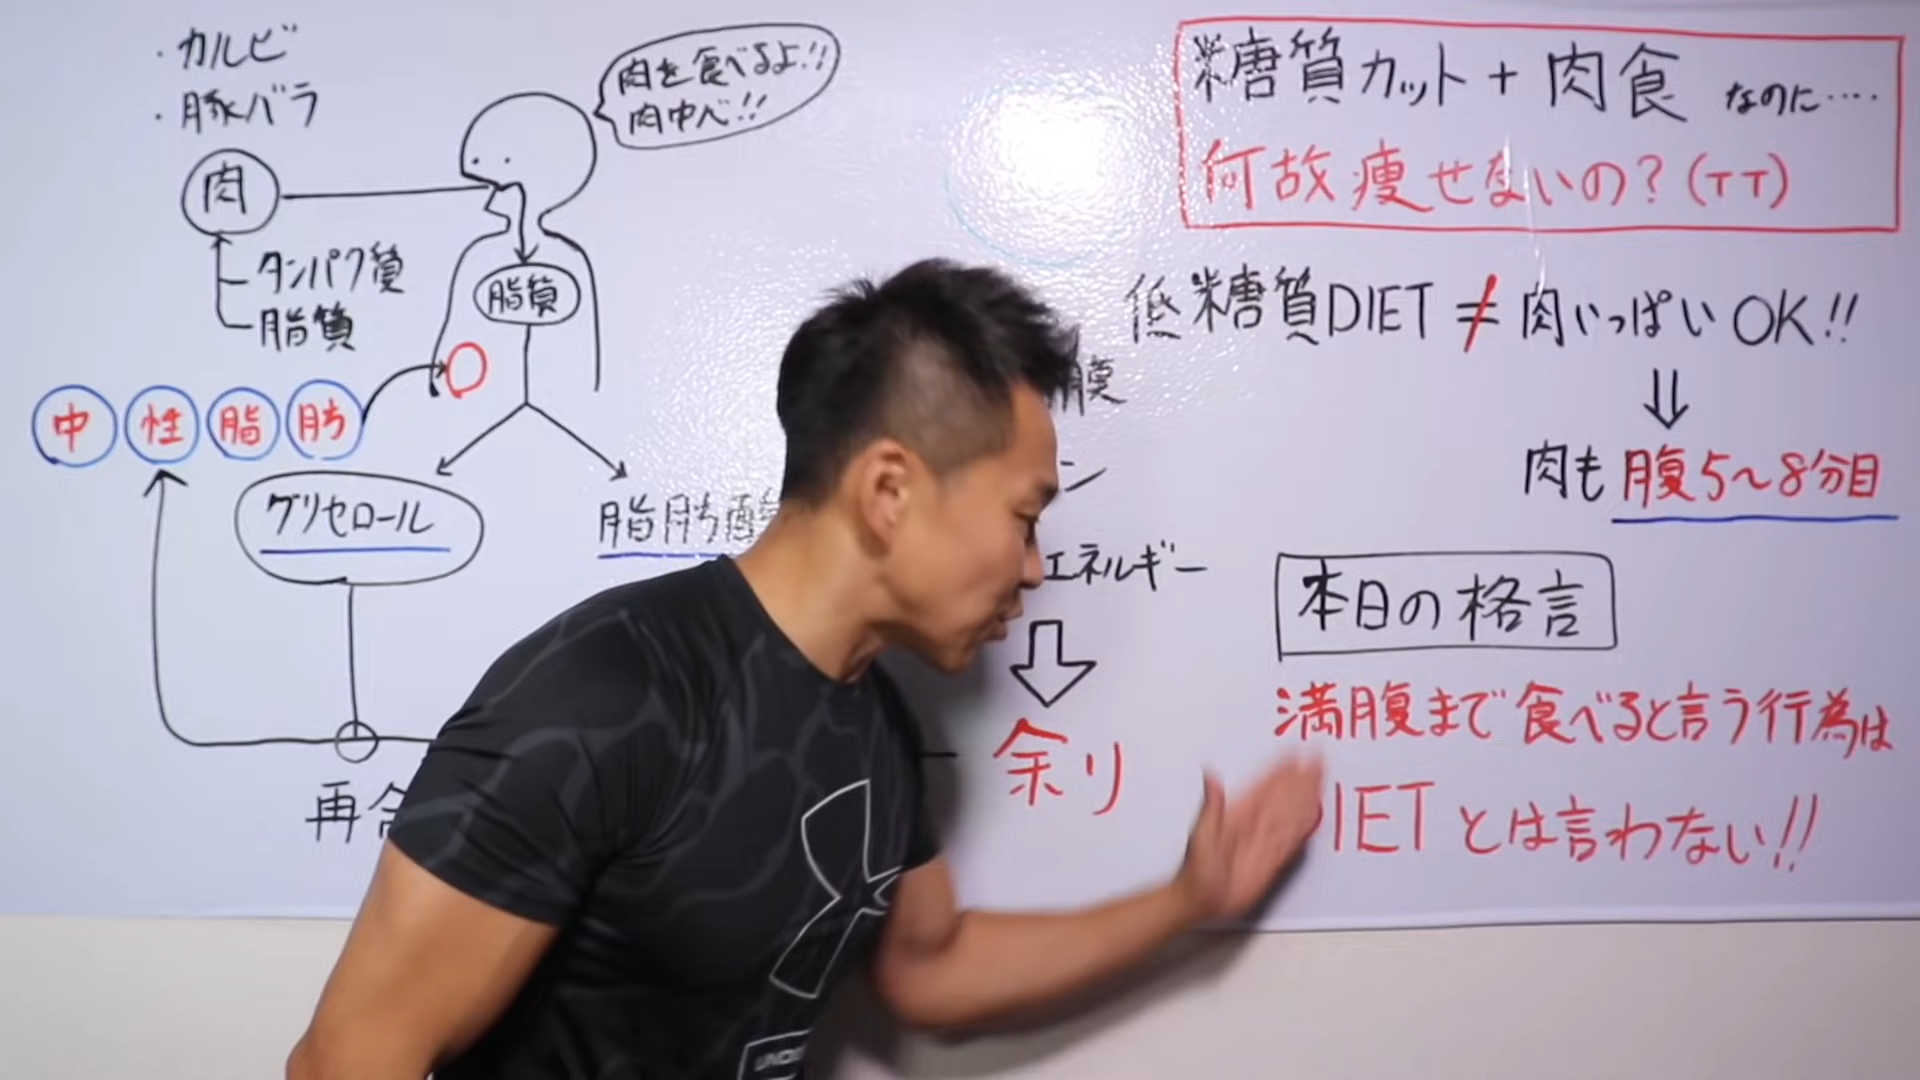 ・カルビ
・豚バラ
肉を食べるよ!!
肉中心!!
肉
タンパク質
脂質
脂質
中性脂肪
グリセロール
脂肪酸
再合
膜
ン
エネルギー
余り
糖質カット+肉食 なのに‥‥
何故痩せないの?(TT)
低糖質DIET≠肉いっぱいOK!!
⇓
肉も腹5~8分目
本日の格言
満腹まで食べると言う行為は
DIETとは言わない!!